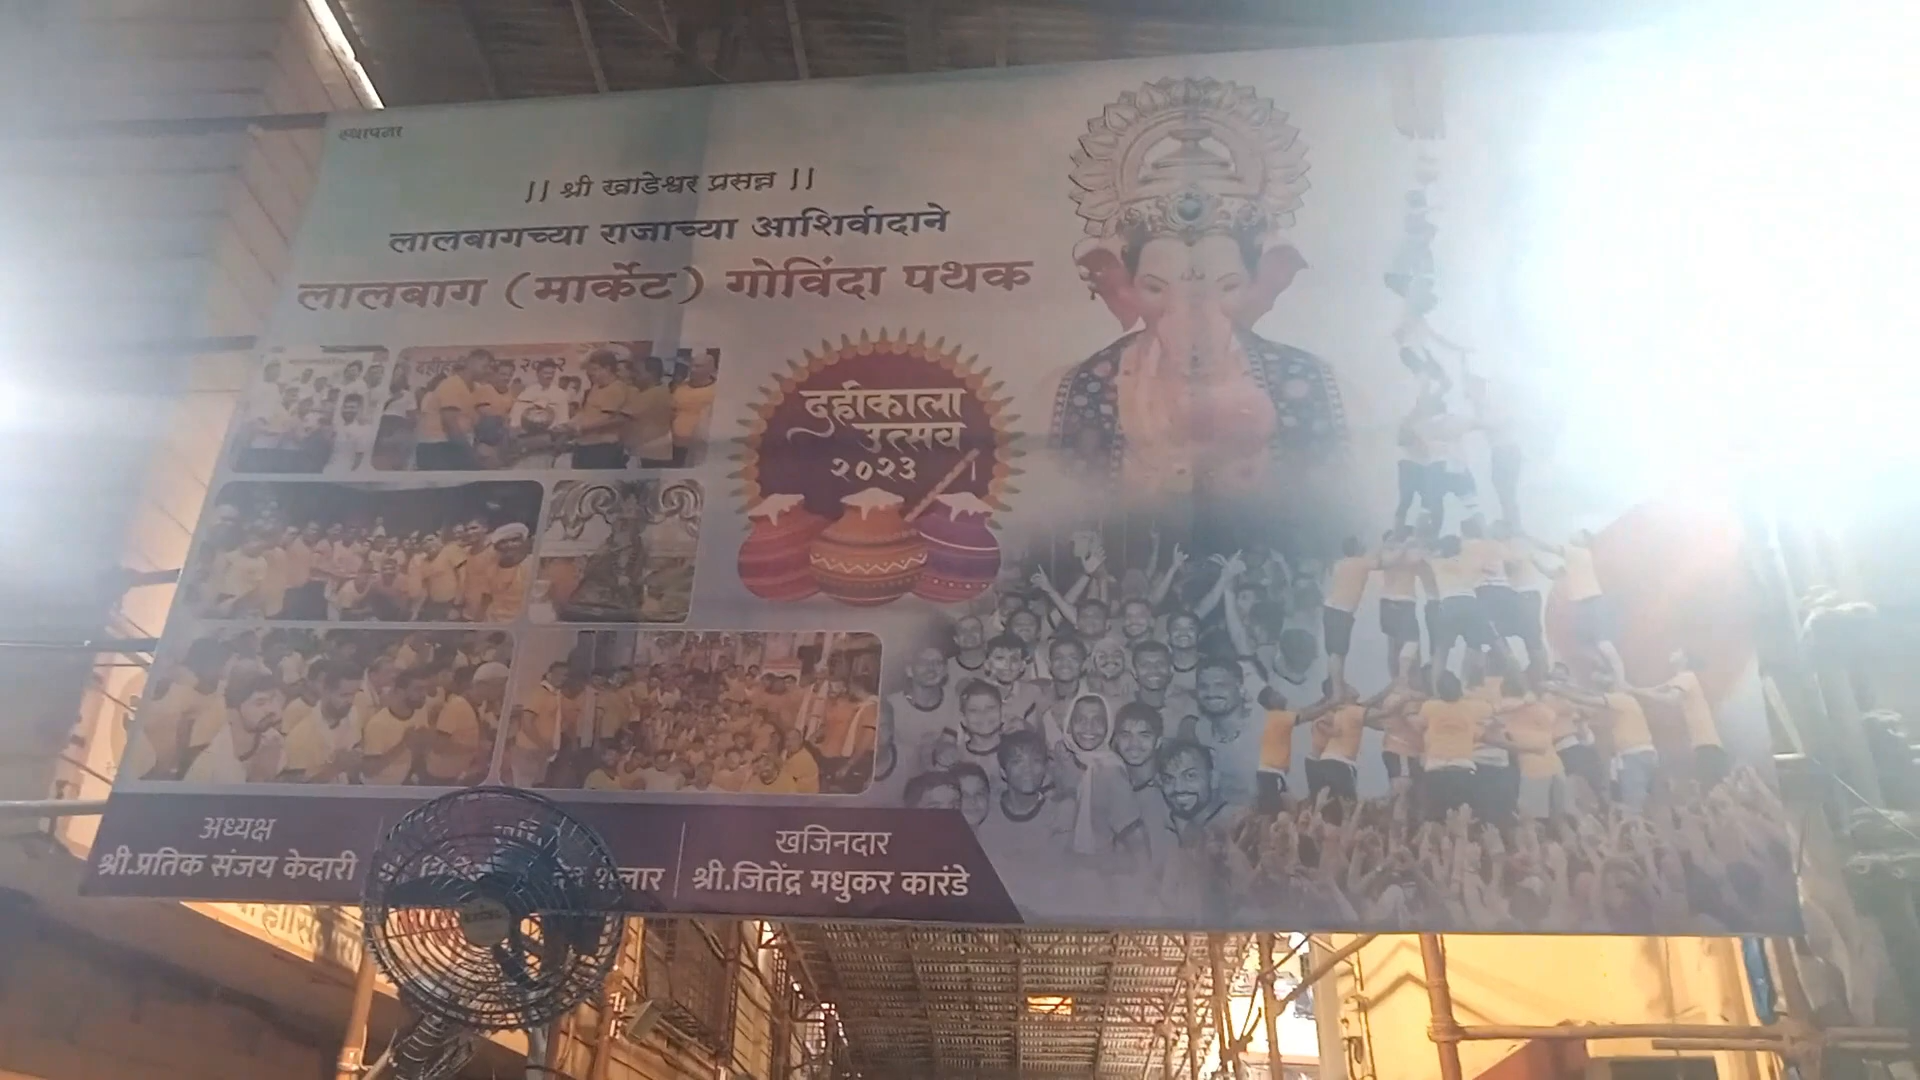 स्थापना
|| श्री खाडेश्वर प्रसन्न ||
लालबागच्या राजाच्या आशिर्वादाने
लालबाग (मार्केट) गोविंदा पथक
दहीकाला
उत्सव
२०२३
अध्यक्ष
श्री.प्रतिक संजय केदारी
खजिनदार
श्री.जितेंद्र मधुकर कारंडे